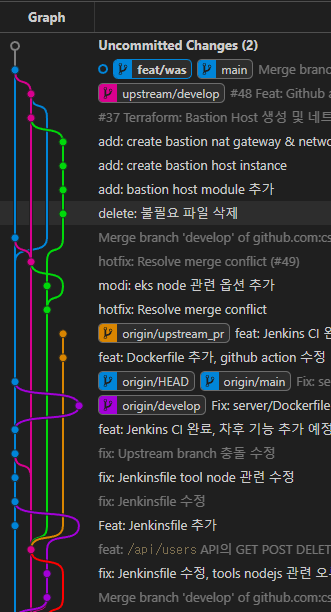 Graph
Uncommitted Changes (2)
feat/was main Merge branch
upstream/develop #48 Feat: Github
#37 Terraform: Bastion Host 생성 및 네트
add: create bastion nat gateway & netwo
add: create bastion host instance
add: bastion host module 추가
delete: 불필요 파일 삭제
Merge branch 'develop' of github.com:cs
hotfix: Resolve merge conflict (#49)
modi: eks node 관련 옵션 추가
hotfix: Resolve merge conflict
origin/upstream_pr feat: Jenkins CI 완
feat: Dockerfile 추가, github action 수정
origin/HEAD origin/main Fix: se
origin/develop Fix: server/Dockerfile
feat: Jenkins CI 완료, 차후 기능 추가 예정
fix: Upstream branch 충돌 수정
fix: Jenkinsfile tool node 관련 수정
fix: Jenkinsfile 수정
Feat: Jenkinsfile 추가
feat: /api/users API의 GET POST DELET
fix: Jenkinsfile 수정, tools nodejs 관련 오